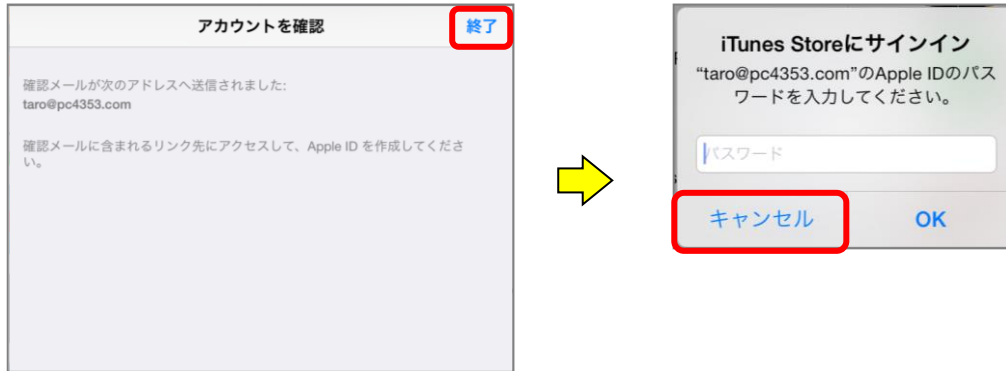 アカウントを確認
終了
確認メールが次のアドレスへ送信されました:
taro@pc4353.com
確認メールに含まれるリンク先にアクセスして、Apple ID を作成してくださ
い。
iTunes Storeにサインイン
“taro@pc4353.com”のApple IDのパス
ワードを入力してください。
パスワード
キャンセル
OK